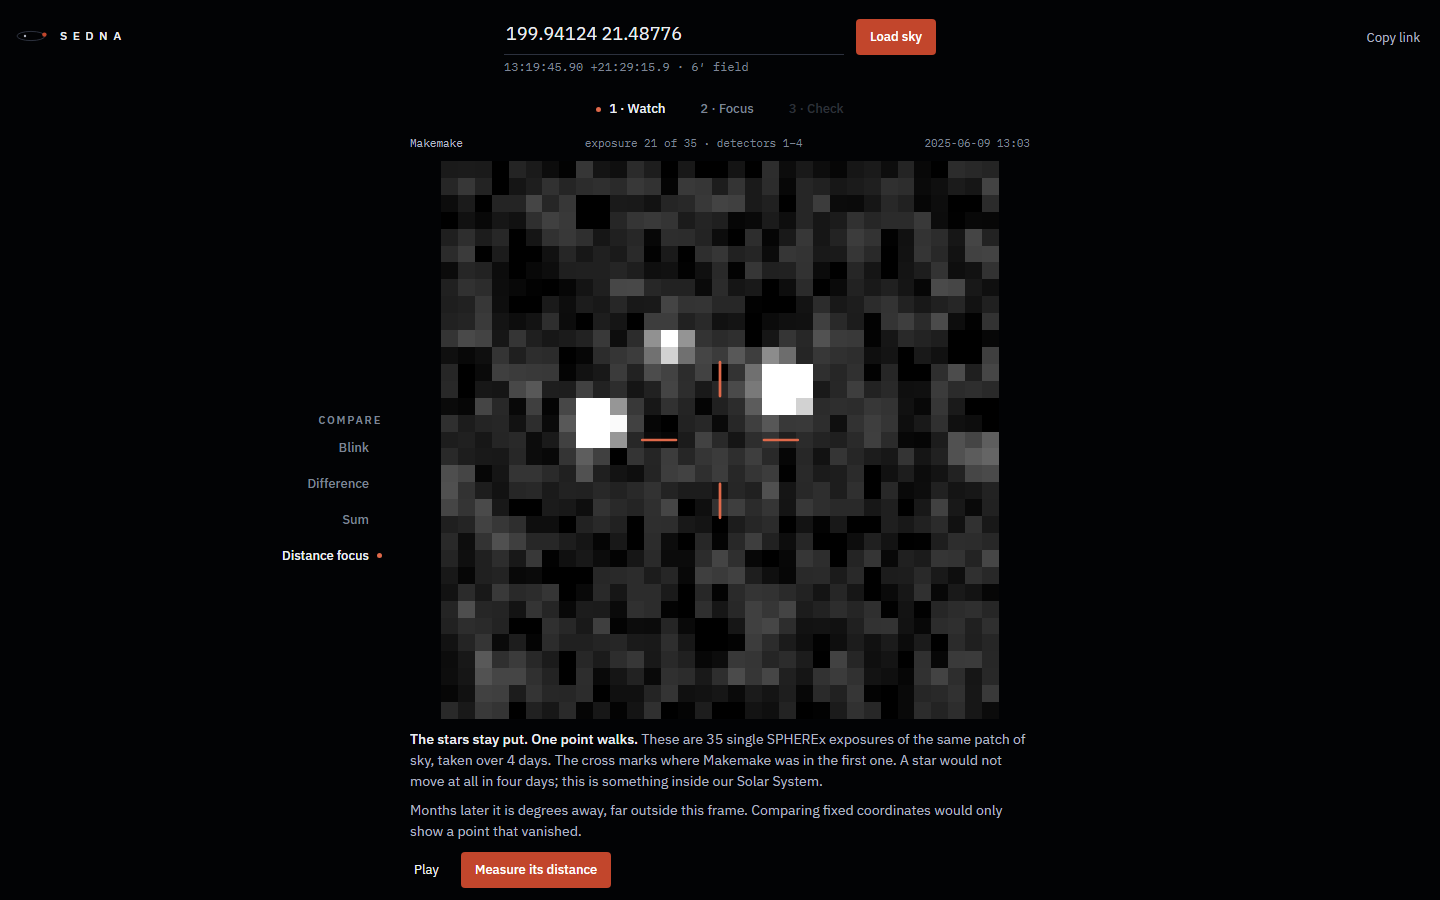 SEDNA
199.94124 21.48776
Load sky
Copy link
13:19:45.90 +21:29:15.9 · 6′ field
1 · Watch
2 · Focus
3 · Check
Makemake
exposure 21 of 35 · detectors 1–4
2025-06-09 13:03
COMPARE
Blink
Difference
Sum
Distance focus
The stars stay put. One point walks. These are 35 single SPHEREx exposures of the same patch of
sky, taken over 4 days. The cross marks where Makemake was in the first one. A star would not
move at all in four days; this is something inside our Solar System.
Months later it is degrees away, far outside this frame. Comparing fixed coordinates would only
show a point that vanished.
Play
Measure its distance